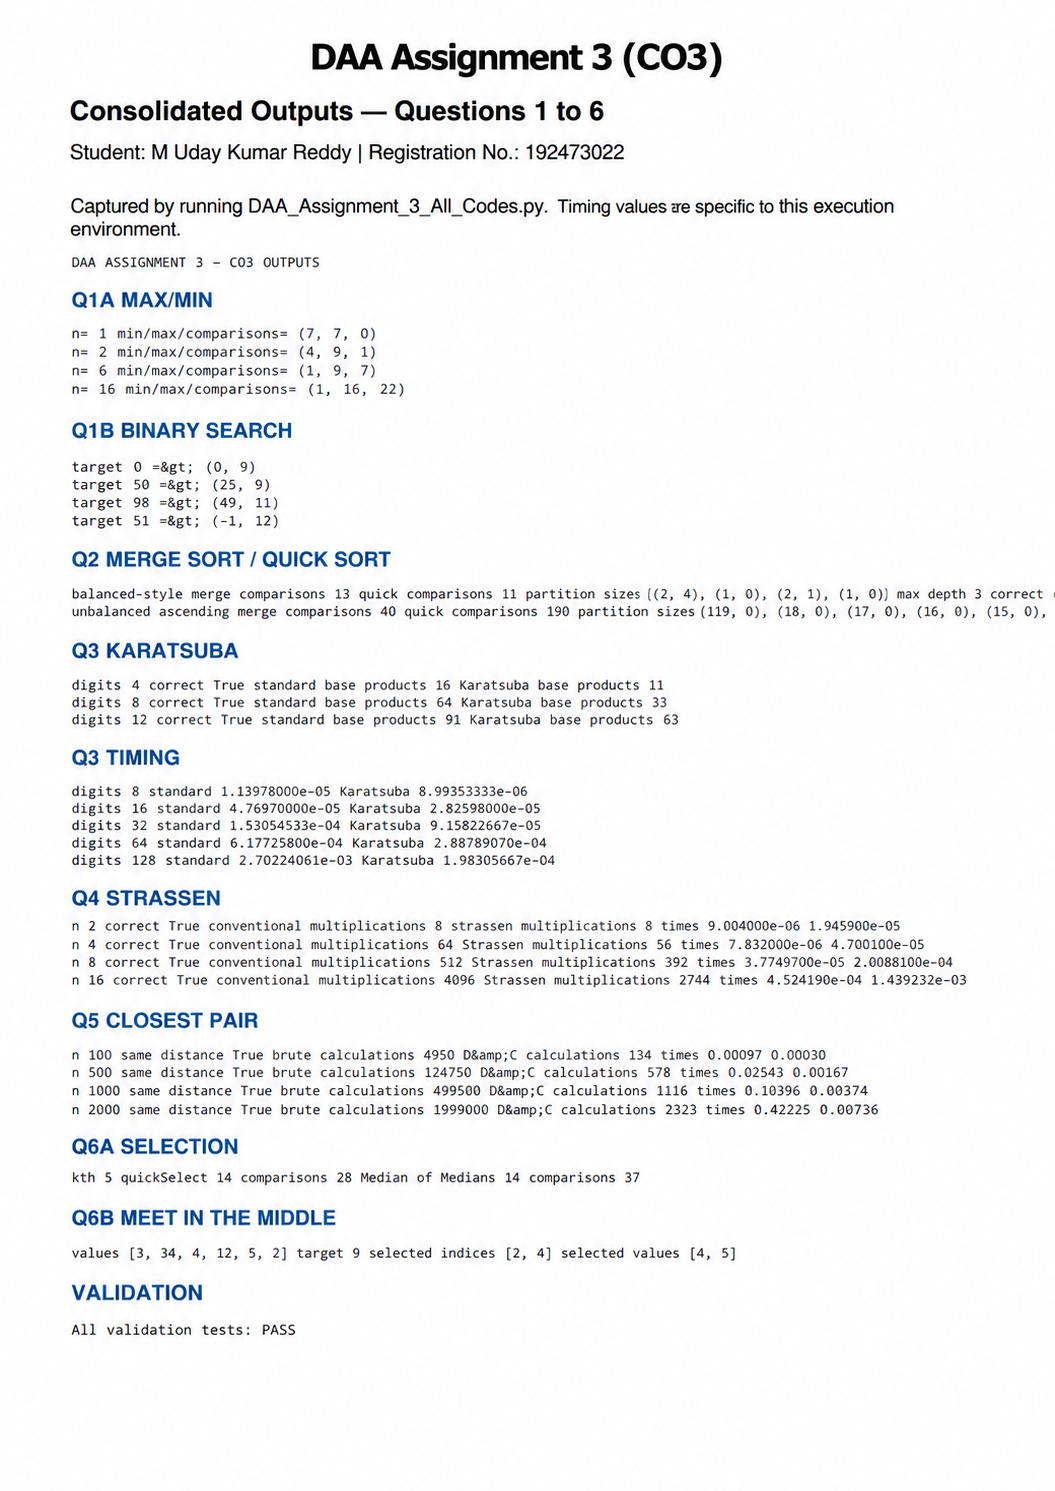 DAA Assignment 3 (CO3)
Consolidated Outputs — Questions 1 to 6
Student: M Uday Kumar Reddy | Registration No.: 192473022
Captured by running DAA_Assignment_3_All_Codes.py. Timing values are specific to this execution
environment.
DAA ASSIGNMENT 3 – CO3 OUTPUTS
Q1A MAX/MIN
n= 1 min/max/comparisons= (7, 7, 0)
n= 2 min/max/comparisons= (4, 9, 1)
n= 6 min/max/comparisons= (1, 9, 7)
n= 16 min/max/comparisons= (1, 16, 22)
Q1B BINARY SEARCH
target 0 =&gt; (0, 9)
target 50 =&gt; (25, 9)
target 98 =&gt; (49, 11)
target 51 =&gt; (-1, 12)
Q2 MERGE SORT / QUICK SORT
balanced-style merge comparisons 13 quick comparisons 11 partition sizes [(2, 4), (1, 0), (2, 1), (1, 0)] max depth 3 correct
unbalanced ascending merge comparisons 40 quick comparisons 190 partition sizes (119, 0), (18, 0), (17, 0), (16, 0), (15, 0),
Q3 KARATSUBA
digits 4 correct True standard base products 16 Karatsuba base products 11
digits 8 correct True standard base products 64 Karatsuba base products 33
digits 12 correct True standard base products 91 Karatsuba base products 63
Q3 TIMING
digits 8 standard 1.13978000e-05 Karatsuba 8.99353333e-06
digits 16 standard 4.76970000e-05 Karatsuba 2.82598000e-05
digits 32 standard 1.53054533e-04 Karatsuba 9.15822667e-05
digits 64 standard 6.17725800e-04 Karatsuba 2.88789070e-04
digits 128 standard 2.70224061e-03 Karatsuba 1.98305667e-04
Q4 STRASSEN
n 2 correct True conventional multiplications 8 strassen multiplications 8 times 9.004000e-06 1.945900e-05
n 4 correct True conventional multiplications 64 Strassen multiplications 56 times 7.832000e-06 4.700100e-05
n 8 correct True conventional multiplications 512 Strassen multiplications 392 times 3.7749700e-05 2.0088100e-04
n 16 correct True conventional multiplications 4096 Strassen multiplications 2744 times 4.524190e-04 1.439232e-03
Q5 CLOSEST PAIR
n 100 same distance True brute calculations 4950 D&amp;C calculations 134 times 0.00097 0.00030
n 500 same distance True brute calculations 124750 D&amp;C calculations 578 times 0.02543 0.00167
n 1000 same distance True brute calculations 499500 D&amp;C calculations 1116 times 0.10396 0.00374
n 2000 same distance True brute calculations 1999000 D&amp;C calculations 2323 times 0.42225 0.00736
Q6A SELECTION
kth 5 quickSelect 14 comparisons 28 Median of Medians 14 comparisons 37
Q6B MEET IN THE MIDDLE
values [3, 34, 4, 12, 5, 2] target 9 selected indices [2, 4] selected values [4, 5]
VALIDATION
All validation tests: PASS